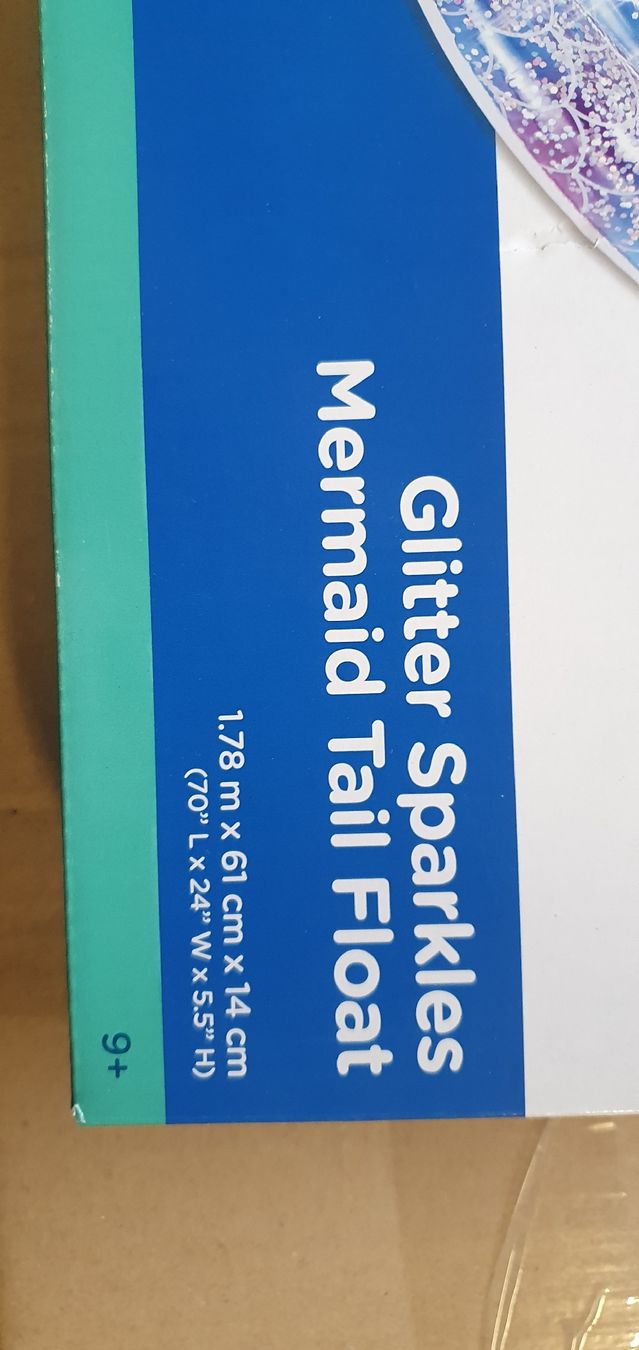 Glitter Sparkles
Mermaid Tail Float
1.78 m x 61 cm x 14 cm
(70” L x 24” W x 5.5” H)
9+